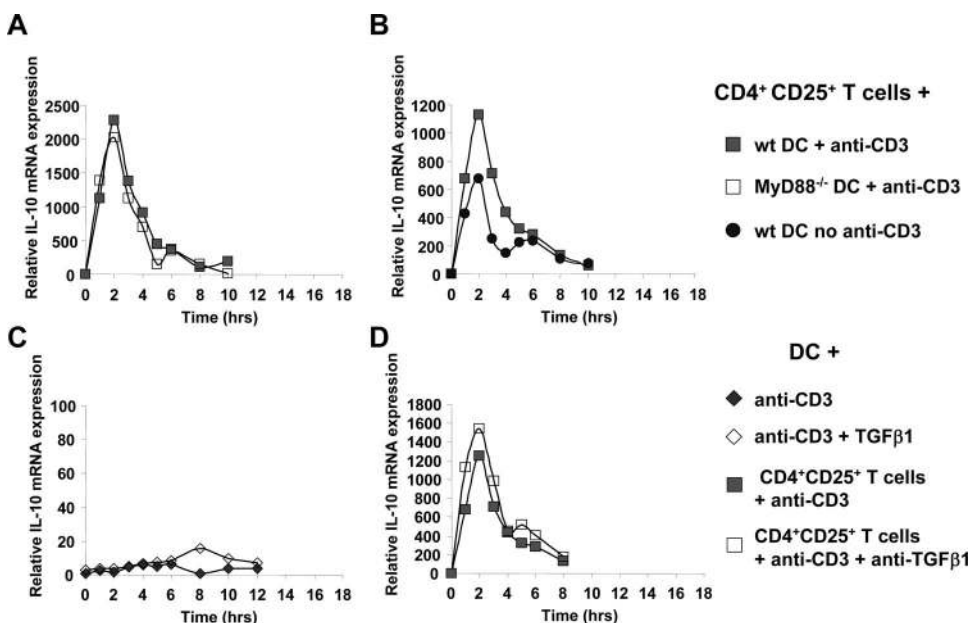 A
Relative IL-10 mRNA expression
2500
2000
1500
1000
500
0
0 2 4 6 8 10 12 14 16 18
Time (hrs)
B
Relative IL-10 mRNA expression
1200
1000
800
600
400
200
0
0 2 4 6 8 10 12 14 16 18
Time (hrs)
CD4⁺ CD25⁺ T cells +
wt DC + anti-CD3
MyD88⁻/⁻ DC + anti-CD3
wt DC no anti-CD3
C
Relative IL-10 mRNA expression
100
80
60
40
20
0
0 2 4 6 8 10 12 14 16 18
Time (hrs)
D
Relative IL-10 mRNA expression
1800
1600
1400
1200
1000
800
600
400
200
0
0 2 4 6 8 10 12 14 16 18
Time (hrs)
DC +
anti-CD3
anti-CD3 + TGFβ1
CD4⁺CD25⁺ T cells
+ anti-CD3
CD4⁺CD25⁺ T cells
+ anti-CD3 + anti-TGFβ1